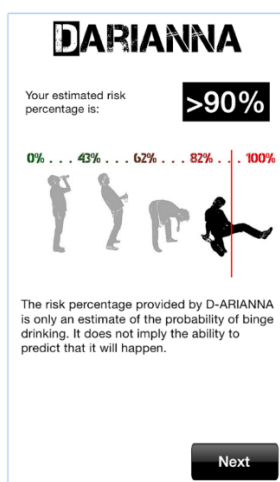 DARIANNA
Your estimated risk
percentage is:
>90%
0% . . . 43% . . . 62% . . . 82% . . . 100%
The risk percentage provided by D-ARIANNA
is only an estimate of the probability of binge
drinking. It does not imply the ability to
predict that it will happen.
Next